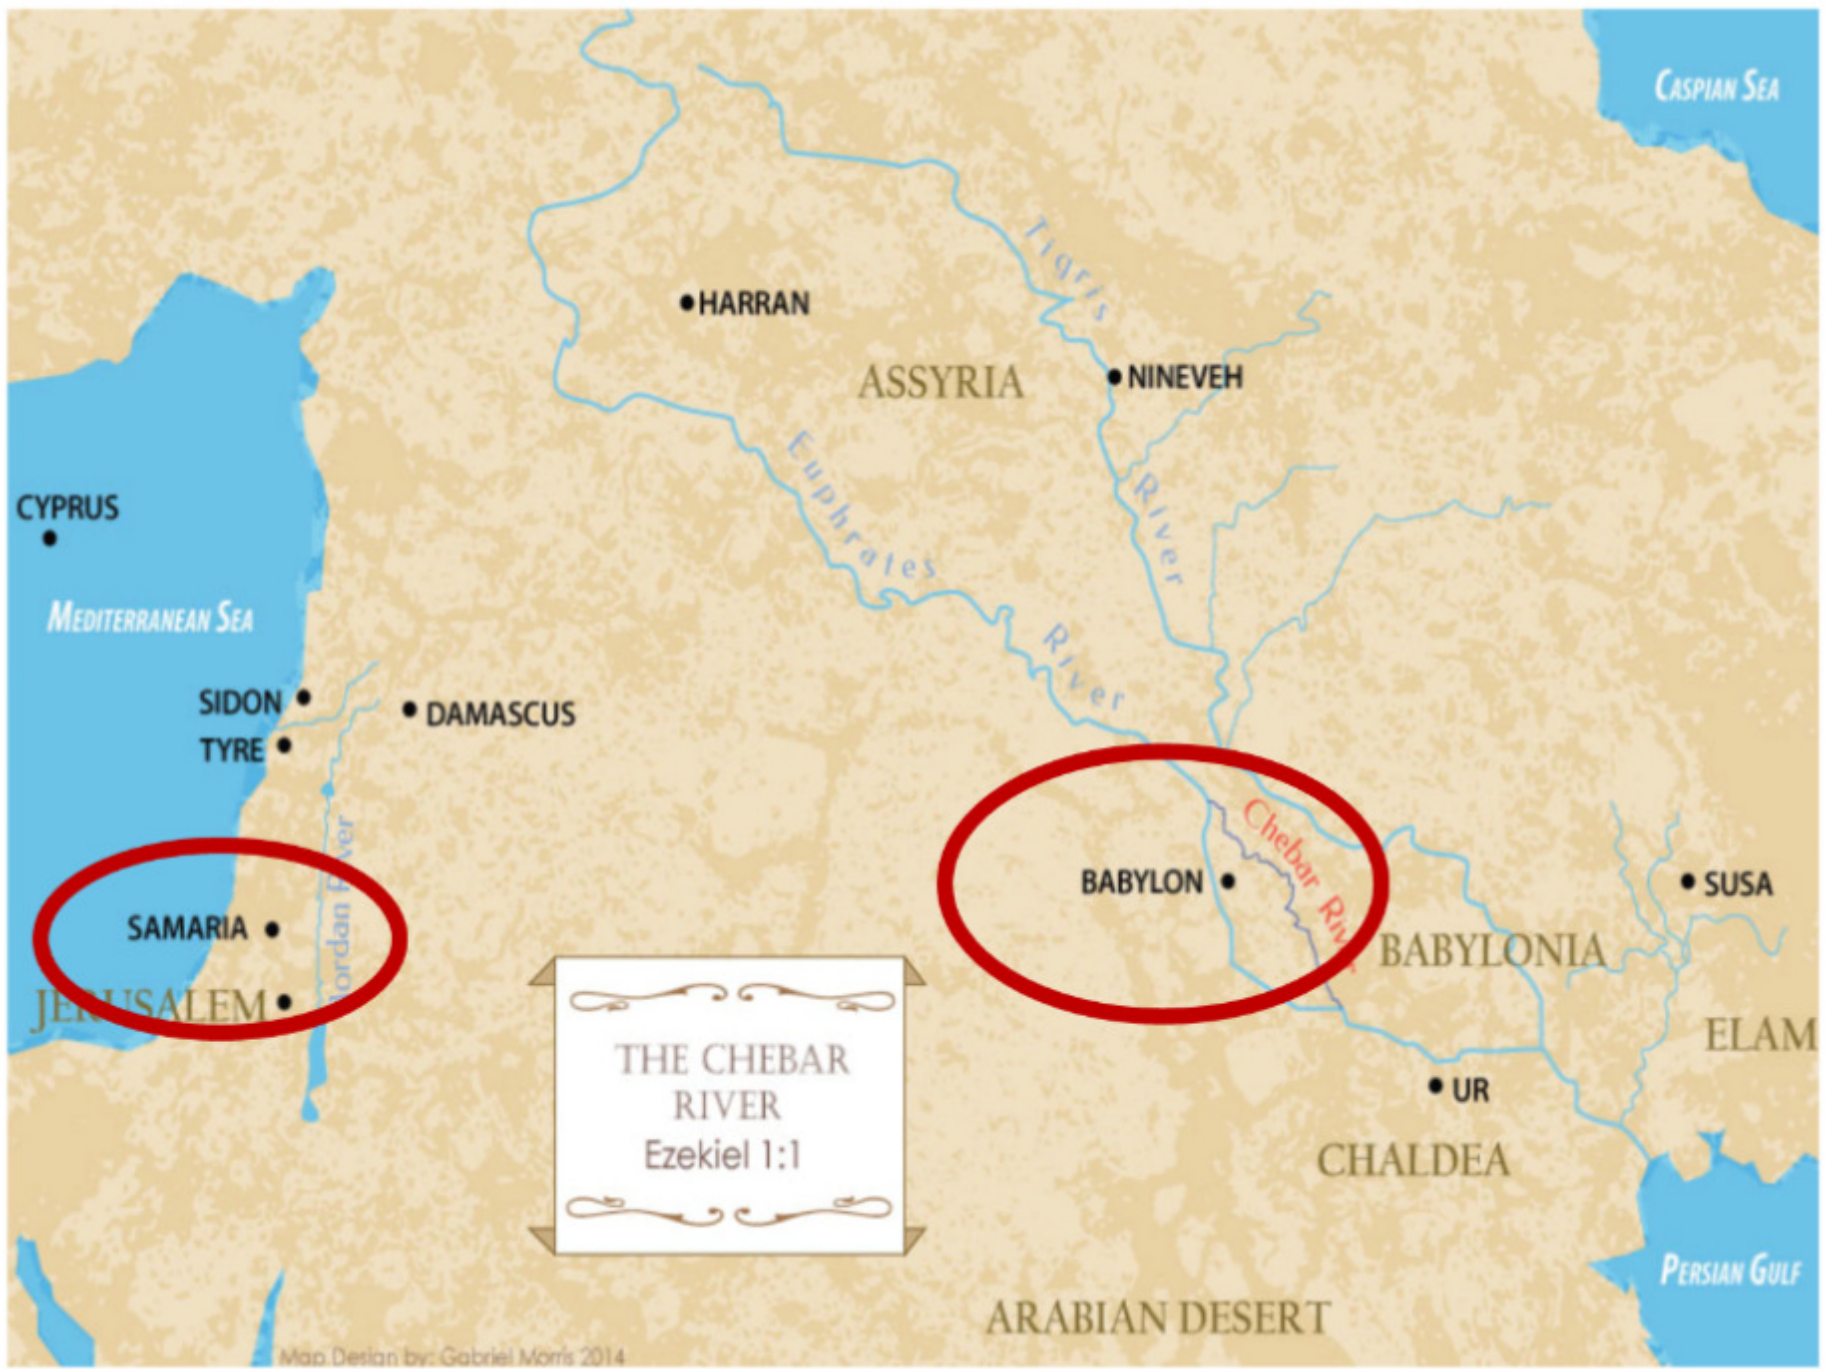 CASPIAN SEA
Tigris
River
HARRAN
ASSYRIA
NINEVEH
Euphrates
River
CYPRUS
MEDITERRANEAN SEA
SIDON
DAMASCUS
TYRE
Jordan River
Chebar Riv
BABYLON
SUSA
SAMARIA
BABYLONIA
JERUSALEM
ELAM
THE CHEBAR
RIVER
Ezekiel 1:1
UR
CHALDEA
PERSIAN GULF
ARABIAN DESERT
Map Design by: Gabriel Morris 2014